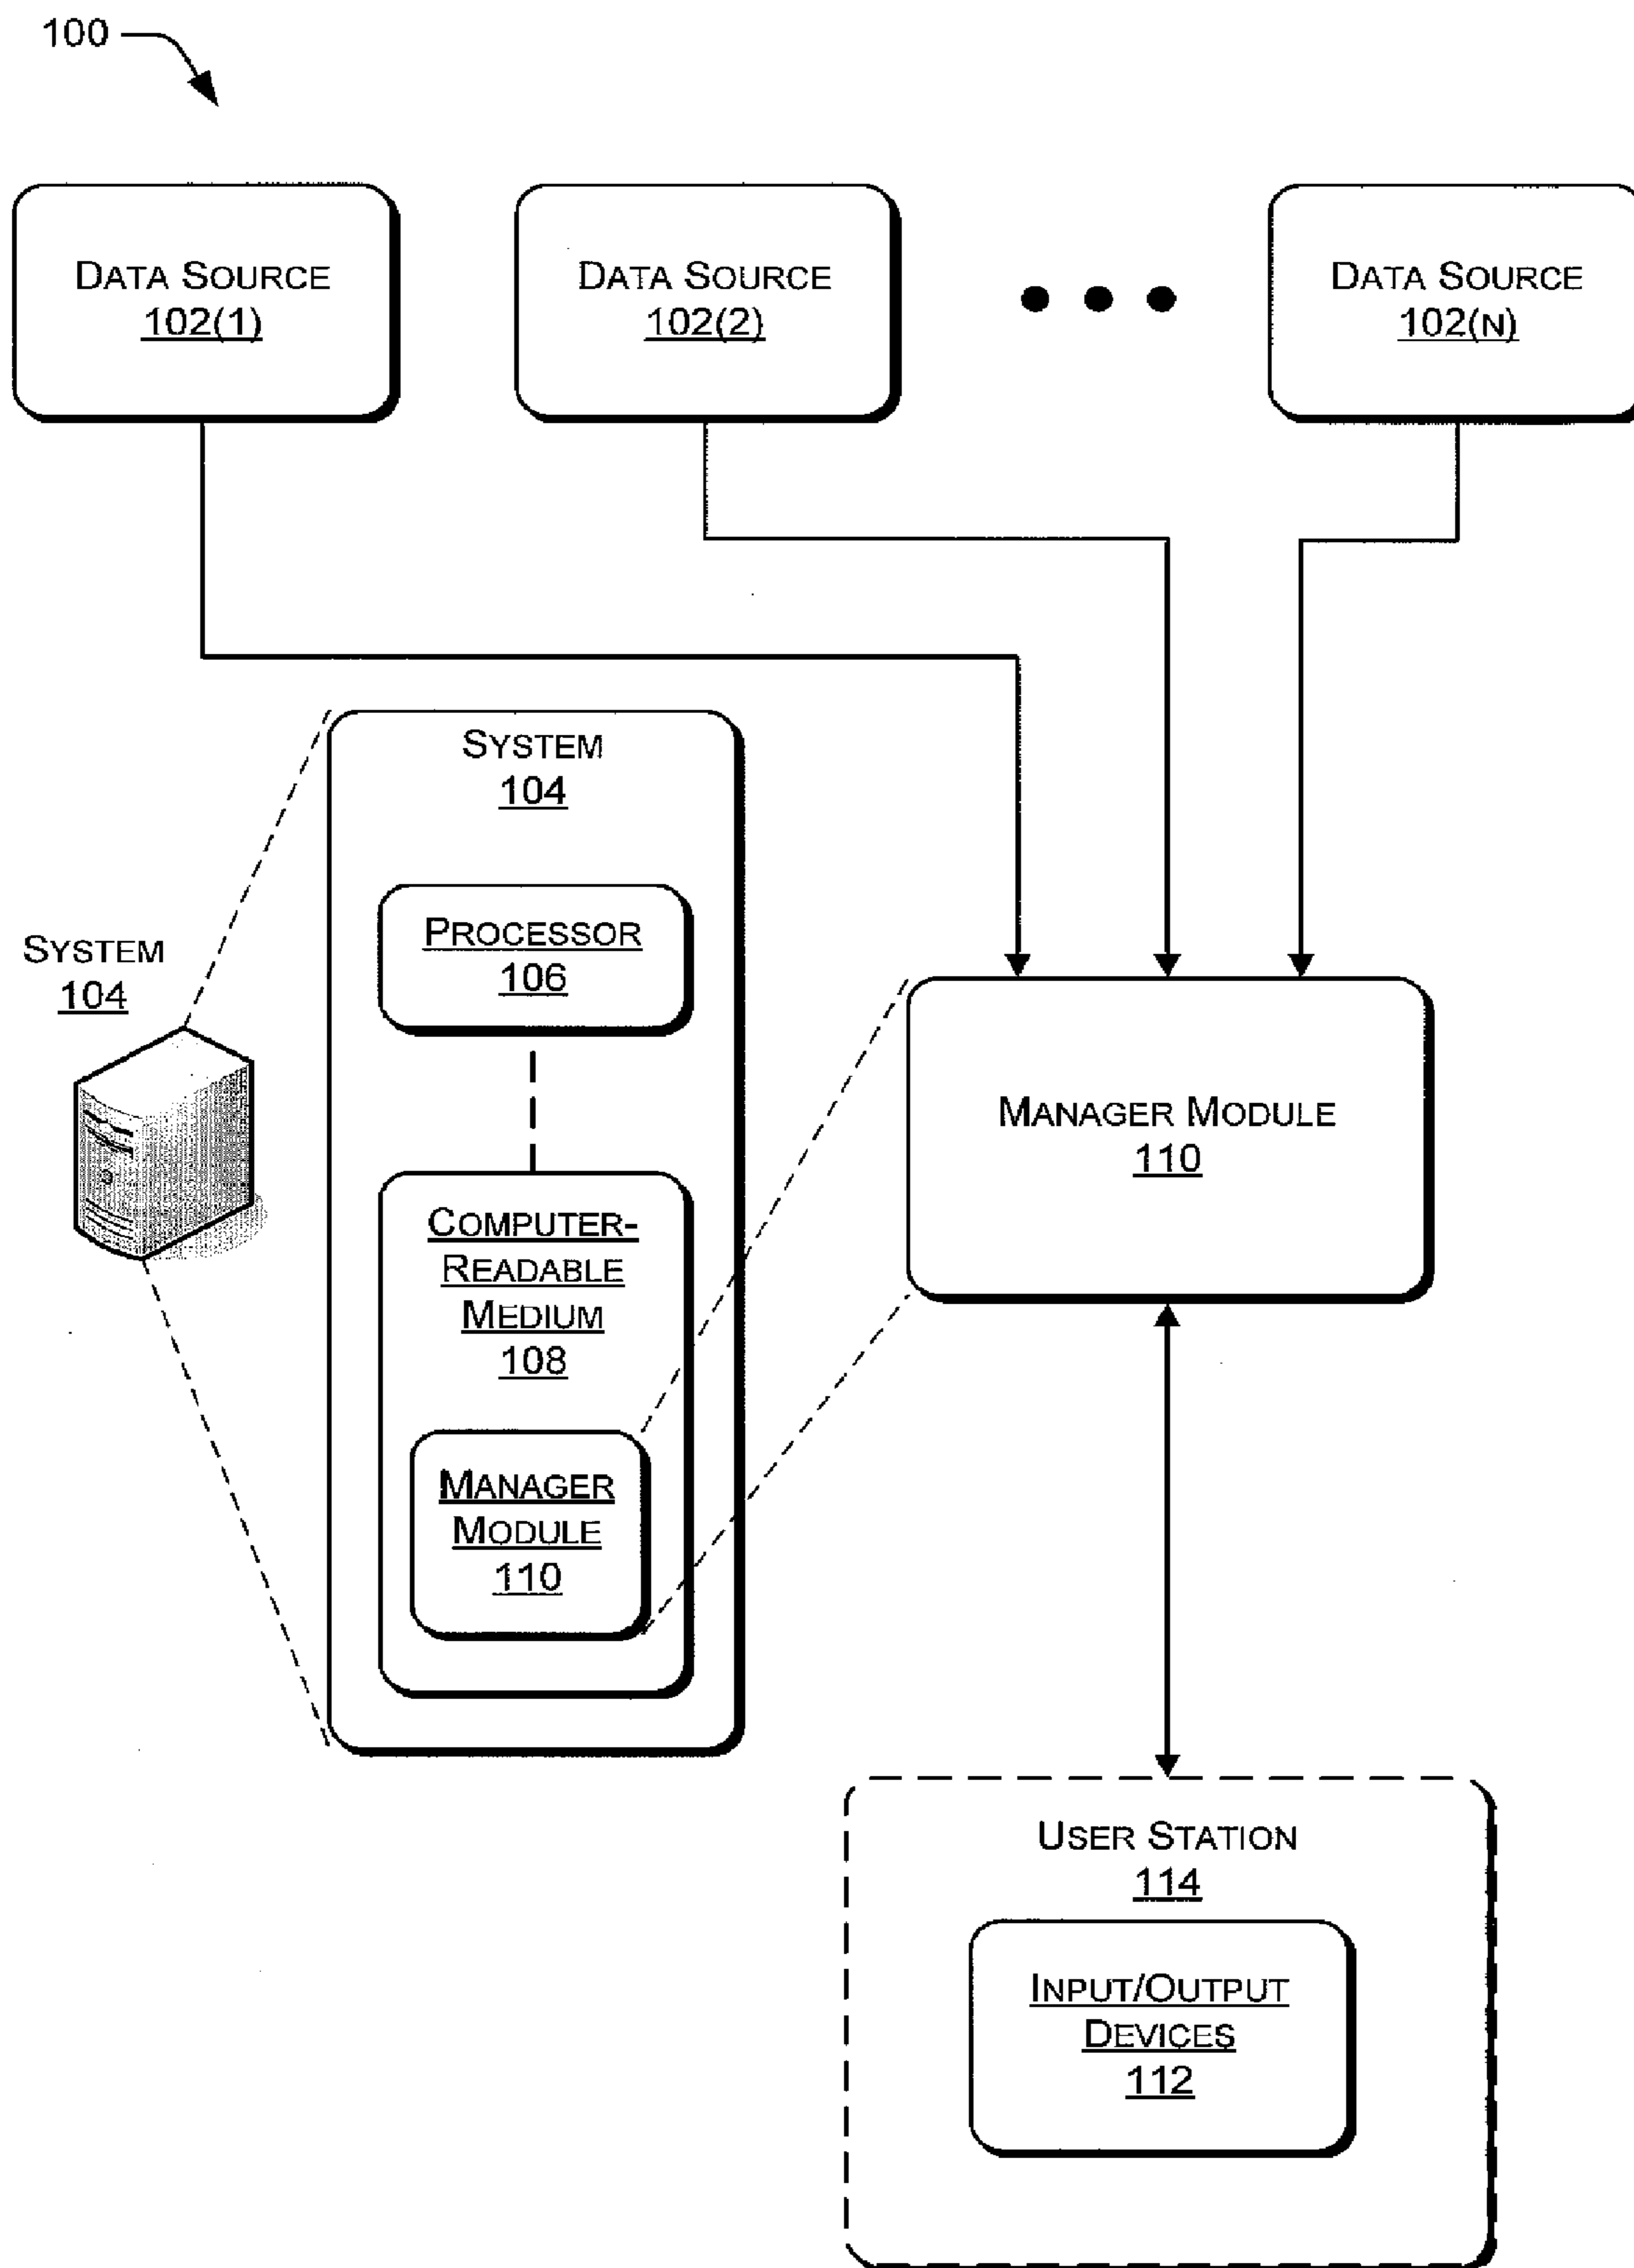 100
DATA SOURCE
102(1)
DATA SOURCE
102(2)
DATA SOURCE
102(N)
SYSTEM
104
SYSTEM
104
PROCESSOR
106
COMPUTER-
READABLE
MEDIUM
108
MANAGER
MODULE
110
MANAGER MODULE
110
USER STATION
114
INPUT/OUTPUT
DEVICES
112